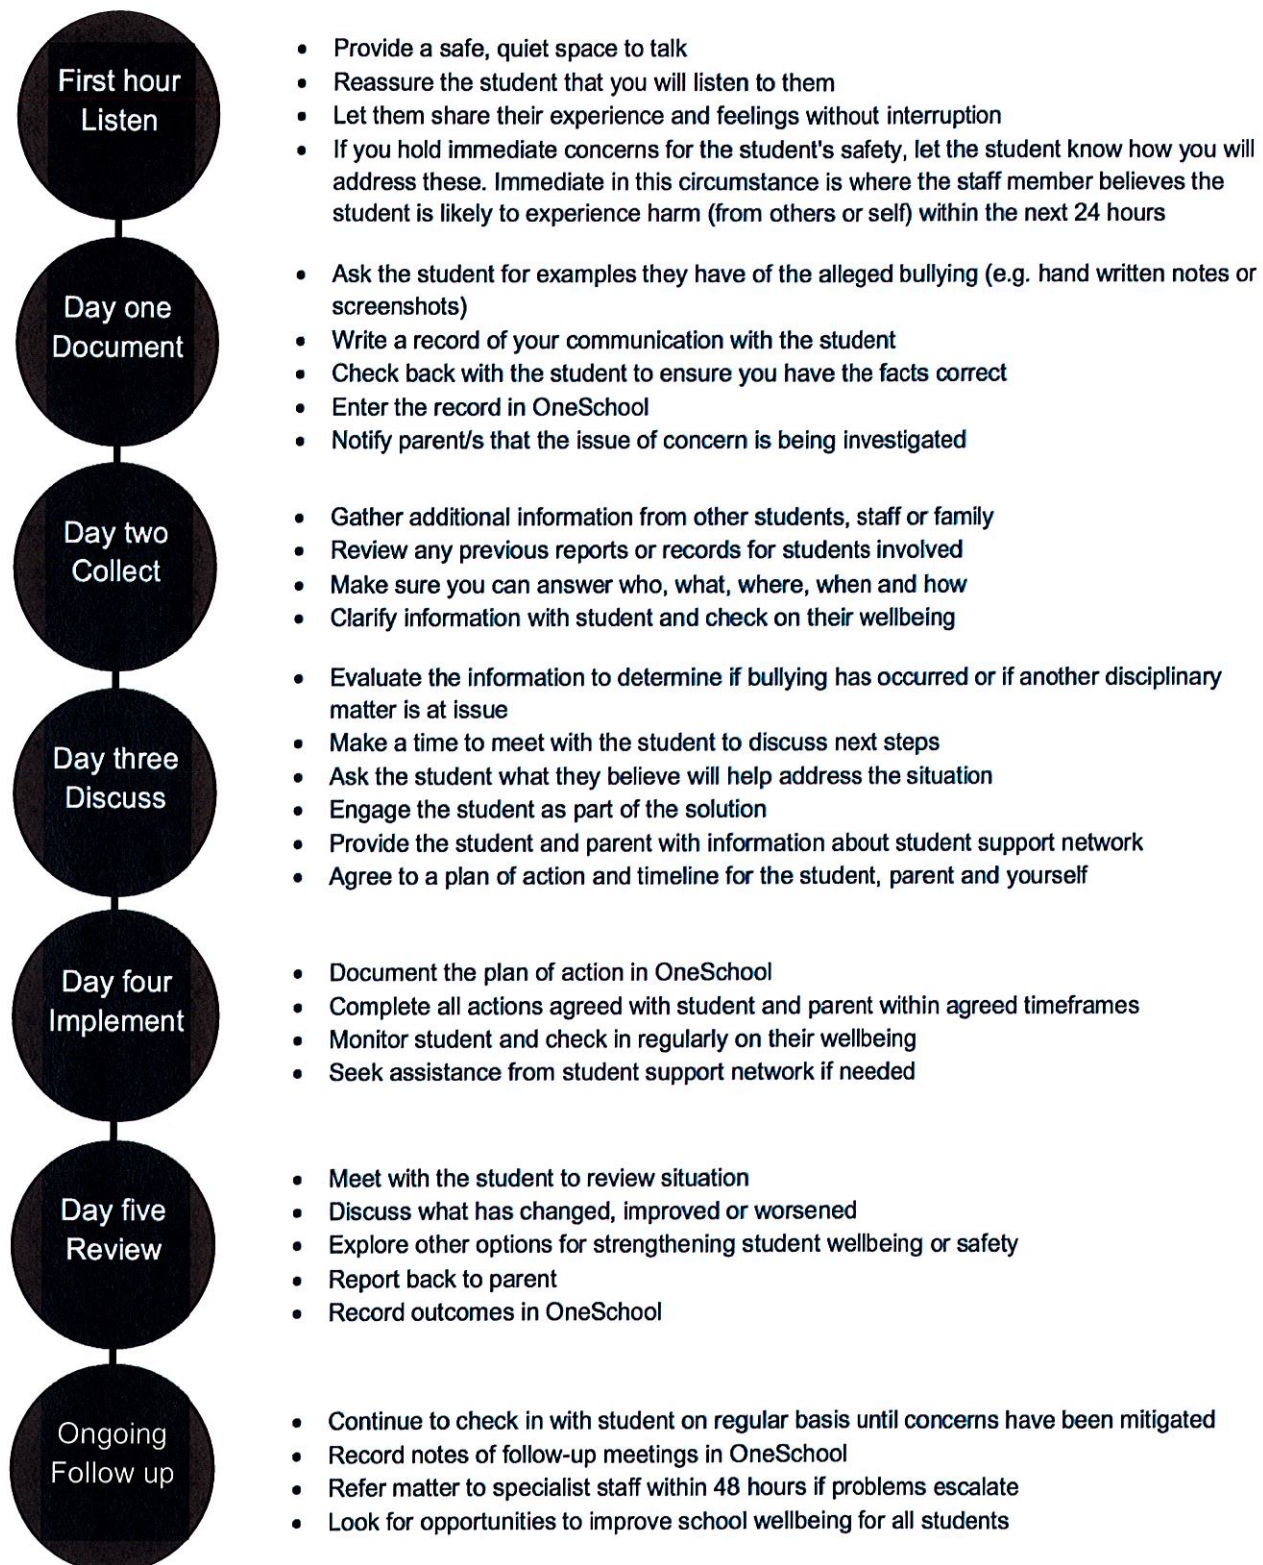 First hour
Listen
• Provide a safe, quiet space to talk
• Reassure the student that you will listen to them
• Let them share their experience and feelings without interruption
• If you hold immediate concerns for the student's safety, let the student know how you will
address these. Immediate in this circumstance is where the staff member believes the
student is likely to experience harm (from others or self) within the next 24 hours
Day one
Document
• Ask the student for examples they have of the alleged bullying (e.g. hand written notes or
screenshots)
• Write a record of your communication with the student
• Check back with the student to ensure you have the facts correct
• Enter the record in OneSchool
• Notify parent/s that the issue of concern is being investigated
Day two
Collect
• Gather additional information from other students, staff or family
• Review any previous reports or records for students involved
• Make sure you can answer who, what, where, when and how
• Clarify information with student and check on their wellbeing
Day three
Discuss
• Evaluate the information to determine if bullying has occurred or if another disciplinary
matter is at issue
• Make a time to meet with the student to discuss next steps
• Ask the student what they believe will help address the situation
• Engage the student as part of the solution
• Provide the student and parent with information about student support network
• Agree to a plan of action and timeline for the student, parent and yourself
Day four
Implement
• Document the plan of action in OneSchool
• Complete all actions agreed with student and parent within agreed timeframes
• Monitor student and check in regularly on their wellbeing
• Seek assistance from student support network if needed
Day five
Review
• Meet with the student to review situation
• Discuss what has changed, improved or worsened
• Explore other options for strengthening student wellbeing or safety
• Report back to parent
• Record outcomes in OneSchool
Ongoing
Follow up
• Continue to check in with student on regular basis until concerns have been mitigated
• Record notes of follow-up meetings in OneSchool
• Refer matter to specialist staff within 48 hours if problems escalate
• Look for opportunities to improve school wellbeing for all students